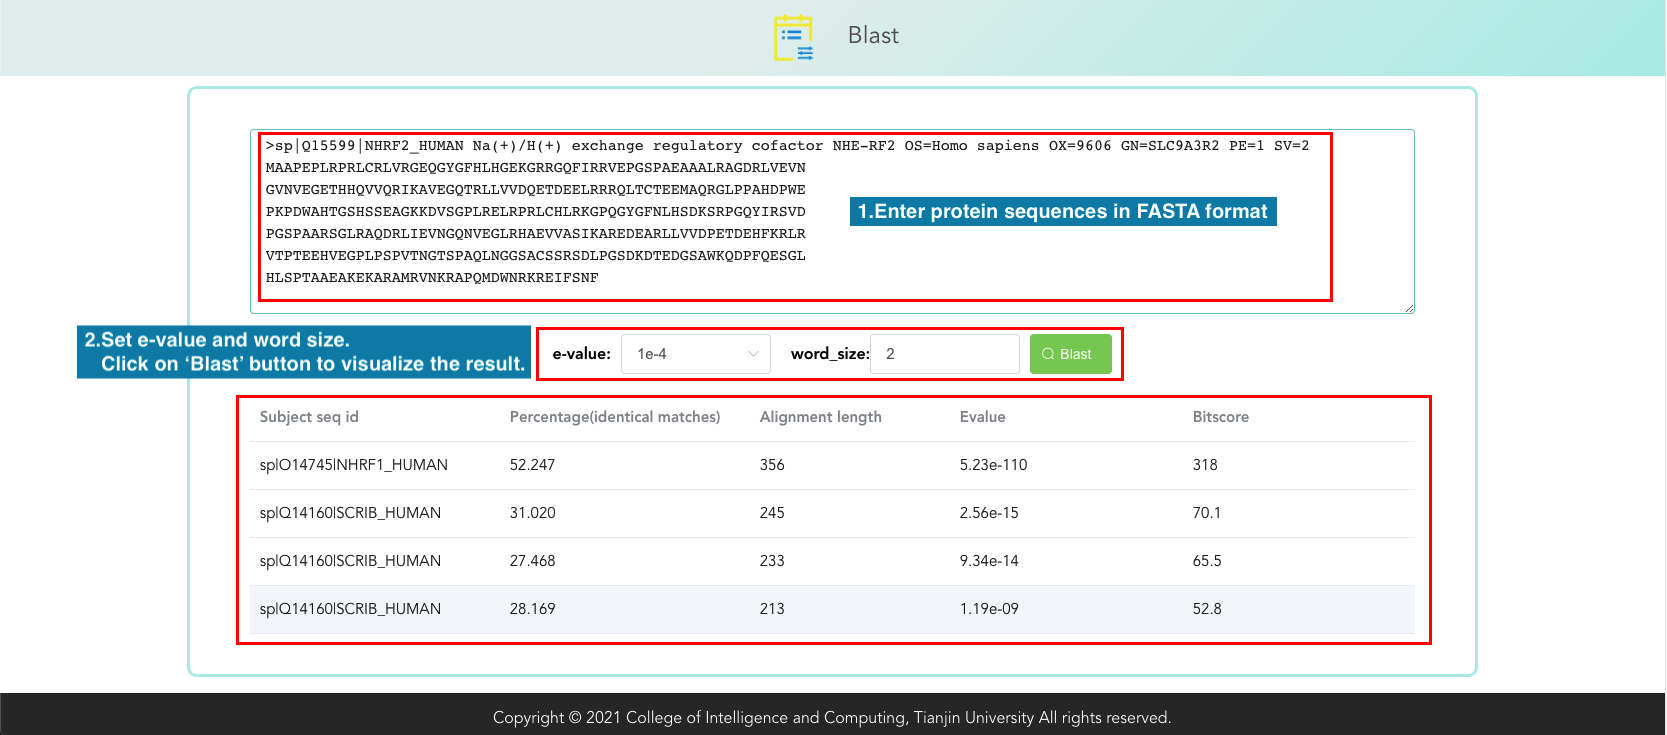 Blast
>sp|Q15599|NHRF2_HUMAN Na(+)/H(+) exchange regulatory cofactor NHE-RF2 OS=Homo sapiens OX=9606 GN=SLC9A3R2 PE=1 SV=2
MAAPEPLRPRLCRLVRGEQGYGFHLHGEKGRRGQFIRRVEPGSPAEAAALRAGDRLVEVN
GVNVEGETHHQVVQRIKAVEGQTRLLVVDQETDEELRRRQLTCTEEMAQRGLPPAHDPWE
PKPDWAHTGSHSSEAGKKDVSGPLRELRPRLCHLRKGPQGYGFNLHSDKSRPGQYIRSVD
PGSPAARSGLRAQDRLIEVNGQNVEGLRHAEVVASIKAREDEARLLVVDPETDEHFKRLR
VTPTEEHVEGPLPSPVTNGTSPAQLNGGSACSSRSDLPGSDKDTEDGSAWKQDPFQESGL
HLSPTAAEAKEKARAMRVNKRAPQMDWNRKREIFSNF
1.Enter protein sequences in FASTA format
2.Set e-value and word size.
Click on ‘Blast’ button to visualize the result.
e-value: 1e-4 word_size: 2 Blast
Subject seq id Percentage(identical matches) Alignment length Evalue Bitscore
sp|O14745|NHRF1_HUMAN 52.247 356 5.23e-110 318
sp|Q14160|SCRIB_HUMAN 31.020 245 2.56e-15 70.1
sp|Q14160|SCRIB_HUMAN 27.468 233 9.34e-14 65.5
sp|Q14160|SCRIB_HUMAN 28.169 213 1.19e-09 52.8
Copyright © 2021 College of Intelligence and Computing, Tianjin University All rights reserved.